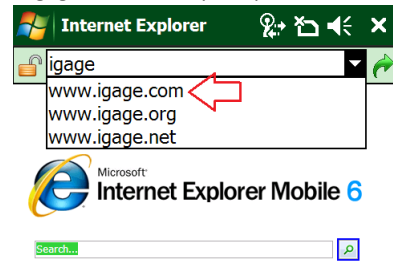 Internet Explorer
igage
www.igage.com
www.igage.org
www.igage.net
Microsoft
Internet Explorer Mobile 6
Search...